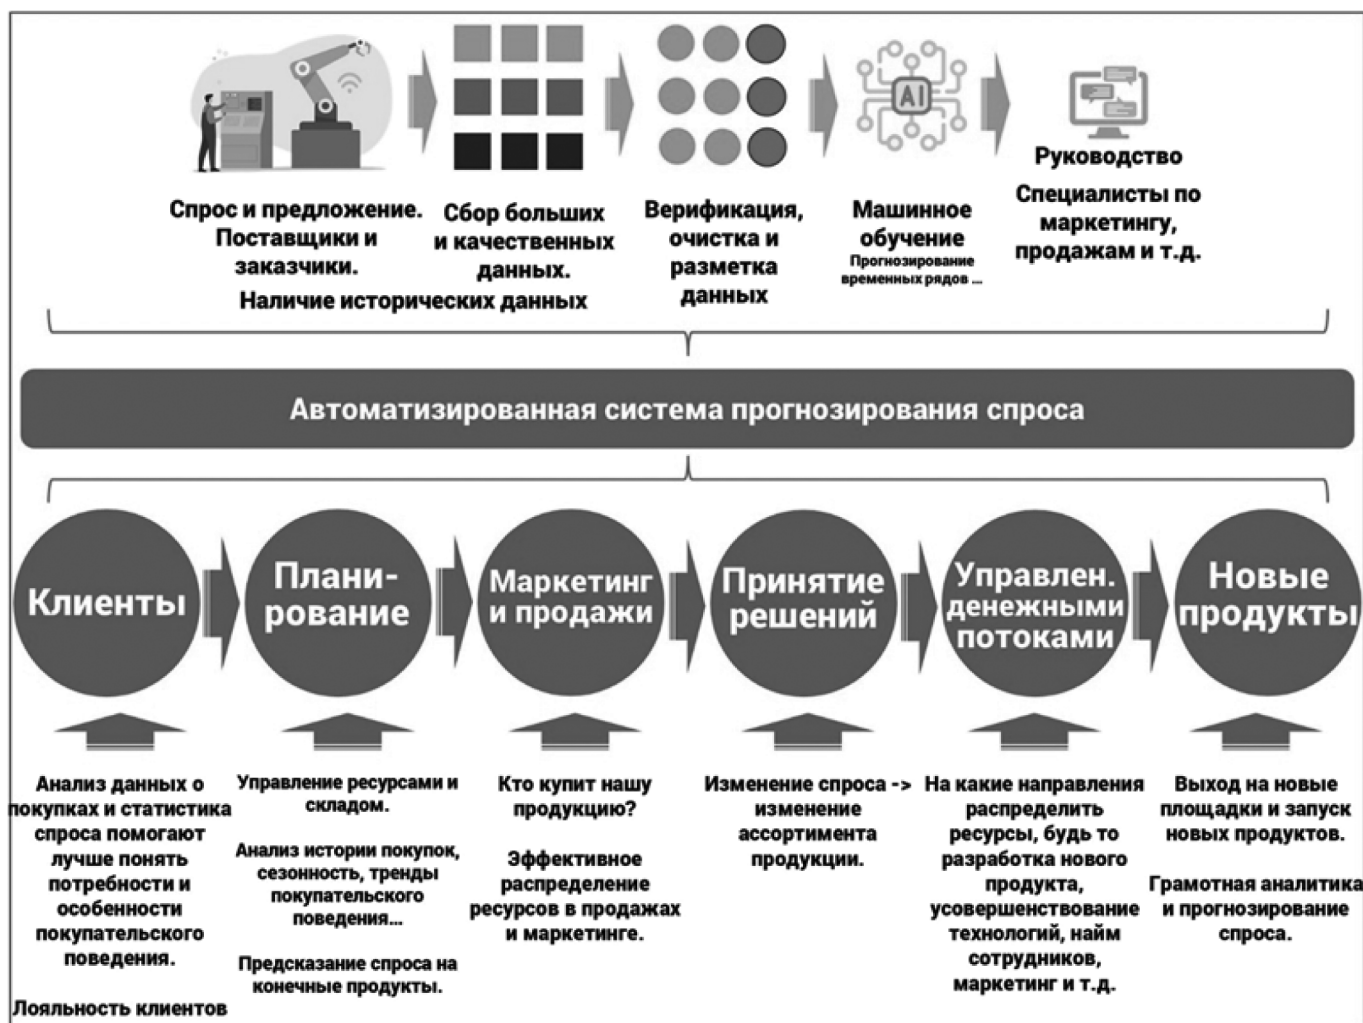 AI
Спрос и предложение.
Поставщики и
заказчики.
Сбор больших
и качественных
данных.
Наличие исторических данных
Верификация,
очистка и
разметка
данных
Машинное
обучение
Прогнозирование
временных рядов ...
Руководство
Специалисты по
маркетингу,
продажам и т.д.
Автоматизированная система прогнозирования спроса
Клиенты
Плани-
рование
Маркетинг
и продажи
Принятие
решений
Управлен.
денежными
потоками
Новые
продукты
Анализ данных о
покупках и статистика
спроса помогают
лучше понять
потребности и
особенности
покупательского
поведения.
Лояльность клиентов
Управление ресурсами и
складом.
Анализ истории покупок,
сезонность, тренды
покупательского
поведения...
Предсказание спроса на
конечные продукты.
Кто купит нашу
продукцию?
Эффективное
распределение
ресурсов в продажах
и маркетинге.
Изменение спроса ->
изменение
ассортимента
продукции.
На какие направления
распределить
ресурсы, будь то
разработка нового
продукта,
усовершенствование
технологий, найм
сотрудников,
маркетинг и т.д.
Выход на новые
площадки и запуск
новых продуктов.
Грамотная аналитика
и прогнозирование
спроса.